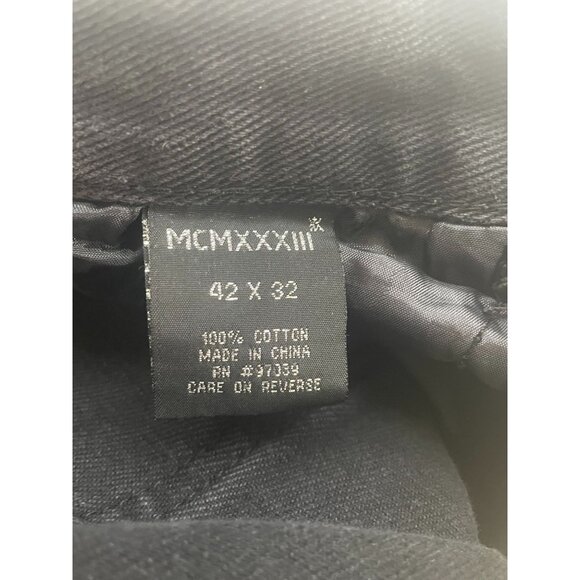 MCMXXXIII
42 X 32
100% COTTON
MADE IN CHINA
RN #97039
CARE ON REVERSE